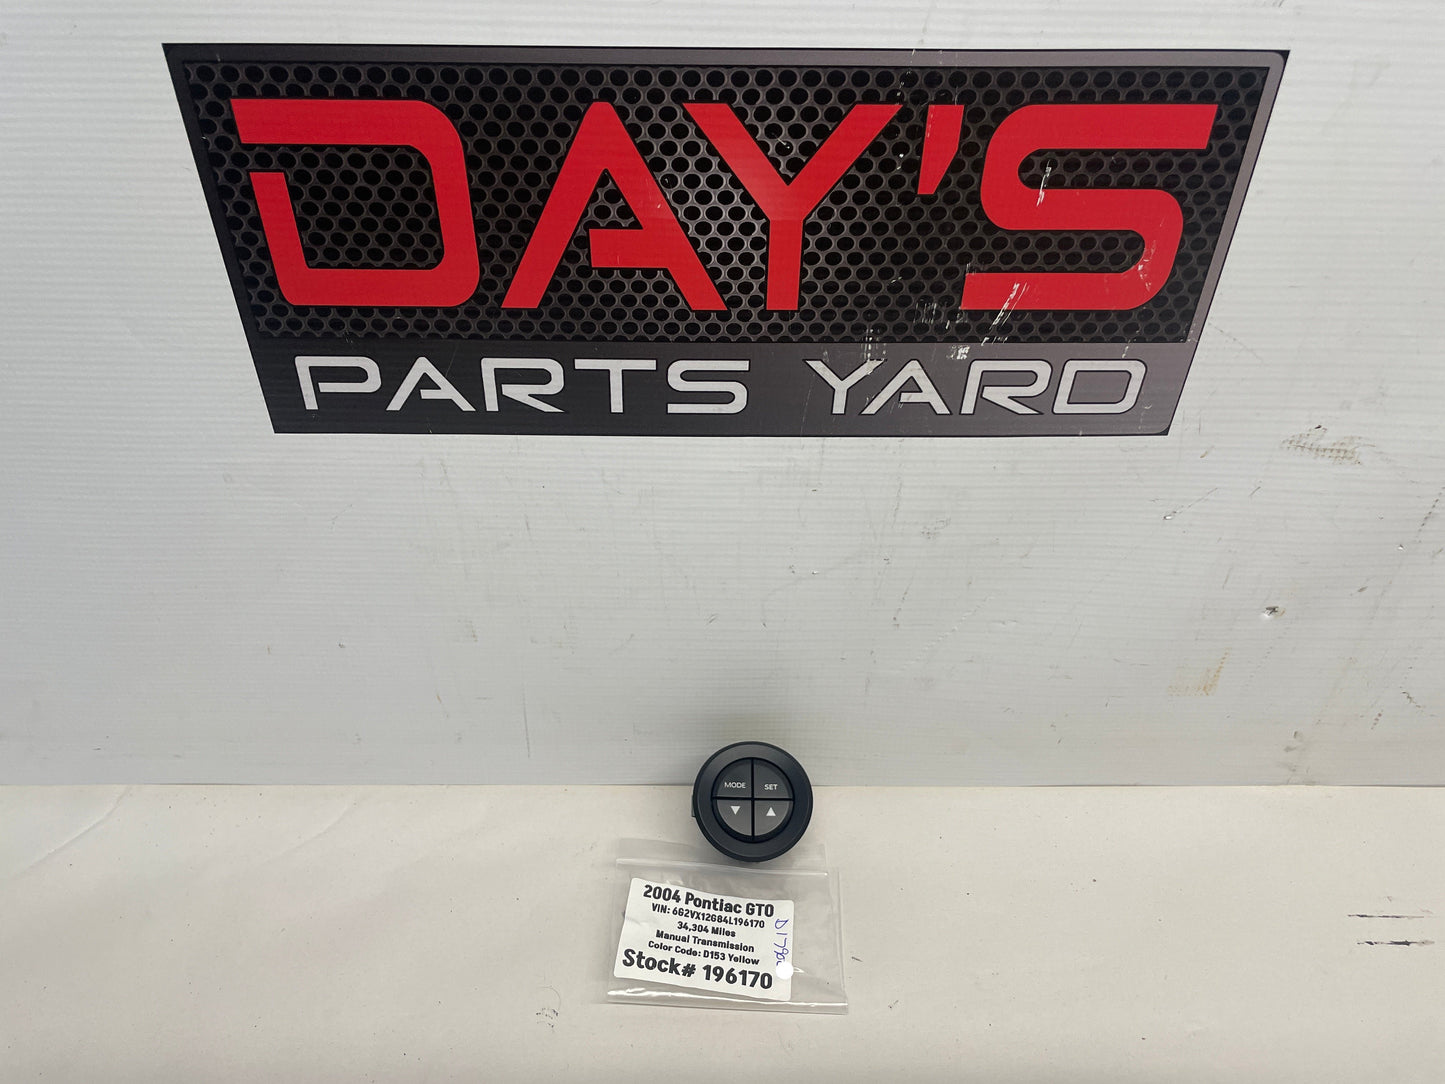 DAY'S
PARTS YARD
MODE SET
2004 Pontiac GTO
VIN: 6G2VX12G84L196170
34,304 Miles
Manual Transmission
Color Code: D153 Yellow
Stock# 196170